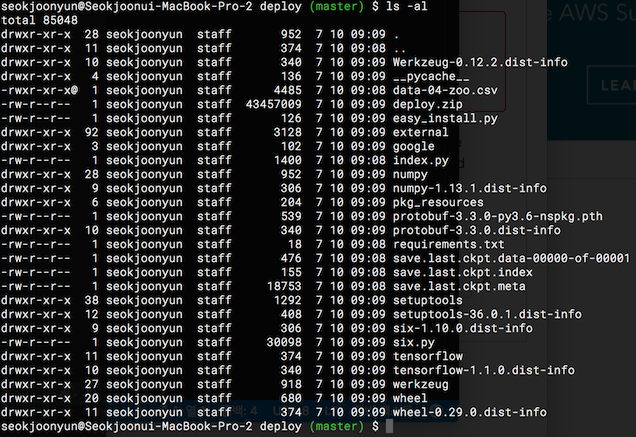 seokjoonyun@Seokjoonui-MacBook-Pro-2 deploy (master) $ ls -al
total 85048
drwxr-xr-x  28 seokjoonyun  staff       952  7 10 09:09 .
drwxr-xr-x  11 seokjoonyun  staff       374  7 10 09:08 ..
drwxr-xr-x  10 seokjoonyun  staff       340  7 10 09:09 Werkzeug-0.12.2.dist-info
drwxr-xr-x   4 seokjoonyun  staff       136  7 10 09:09 __pycache__
-rwxr-xr-x@  1 seokjoonyun  staff      4485  7 10 09:08 data-04-zoo.csv
-rw-r--r--   1 seokjoonyun  staff  43457009  7 10 09:09 deploy.zip
-rw-r--r--   1 seokjoonyun  staff       126  7 10 09:09 easy_install.py
drwxr-xr-x  92 seokjoonyun  staff      3128  7 10 09:09 external
drwxr-xr-x   3 seokjoonyun  staff       102  7 10 09:09 google
-rw-r--r--   1 seokjoonyun  staff      1400  7 10 09:08 index.py
drwxr-xr-x  28 seokjoonyun  staff       952  7 10 09:09 numpy
drwxr-xr-x   9 seokjoonyun  staff       306  7 10 09:09 numpy-1.13.1.dist-info
drwxr-xr-x   6 seokjoonyun  staff       204  7 10 09:09 pkg_resources
-rw-r--r--   1 seokjoonyun  staff       539  7 10 09:09 protobuf-3.3.0-py3.6-nspkg.pth
drwxr-xr-x  10 seokjoonyun  staff       340  7 10 09:09 protobuf-3.3.0.dist-info
-rw-r--r--   1 seokjoonyun  staff        18  7 10 09:08 requirements.txt
-rw-r--r--   1 seokjoonyun  staff       476  7 10 09:08 save.last.ckpt.data-00000-of-00001
-rw-r--r--   1 seokjoonyun  staff       155  7 10 09:08 save.last.ckpt.index
-rw-r--r--   1 seokjoonyun  staff     18753  7 10 09:08 save.last.ckpt.meta
drwxr-xr-x  38 seokjoonyun  staff      1292  7 10 09:09 setuptools
drwxr-xr-x  12 seokjoonyun  staff       408  7 10 09:09 setuptools-36.0.1.dist-info
drwxr-xr-x   9 seokjoonyun  staff       306  7 10 09:09 six-1.10.0.dist-info
-rw-r--r--   1 seokjoonyun  staff     30098  7 10 09:09 six.py
drwxr-xr-x  11 seokjoonyun  staff       374  7 10 09:09 tensorflow
drwxr-xr-x  10 seokjoonyun  staff       340  7 10 09:09 tensorflow-1.1.0.dist-info
drwxr-xr-x  27 seokjoonyun  staff       918  7 10 09:09 werkzeug
drwxr-xr-x  20 seokjoonyun  staff       680  7 10 09:09 wheel
drwxr-xr-x  11 seokjoonyun  staff       374  7 10 09:09 wheel-0.29.0.dist-info
seokjoonyun@Seokjoonui-MacBook-Pro-2 deploy (master) $
e AWS Su
LEAR